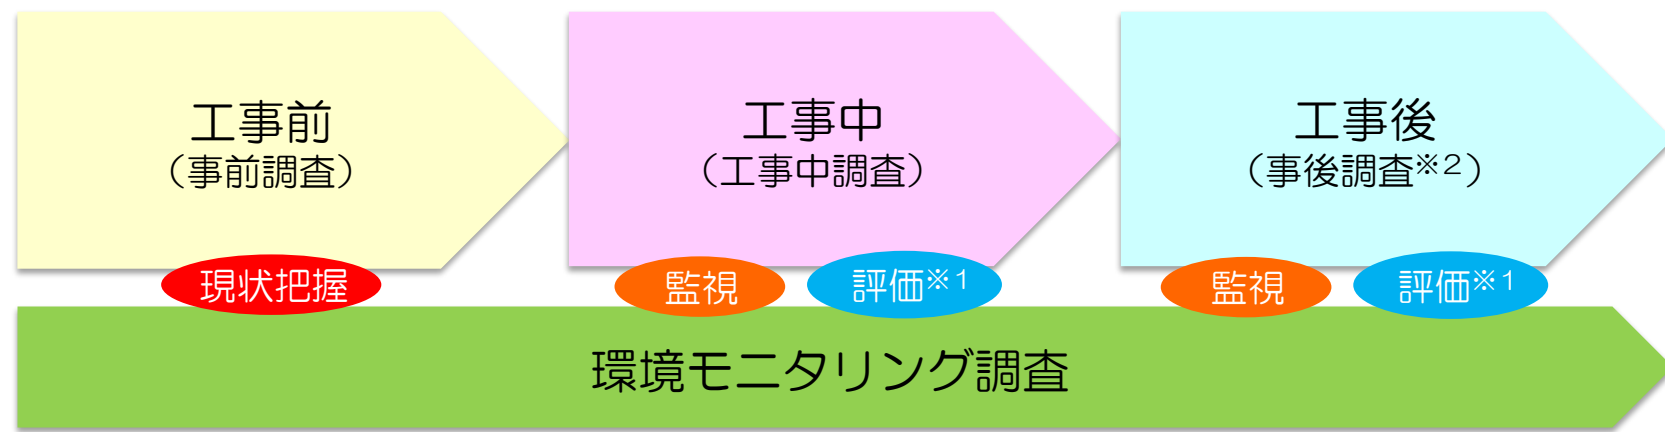 工事前
（事前調査）
工事中
（工事中調査）
工事後
（事後調査※2）
現状把握
監視
評価※1
監視
評価※1
環境モニタリング調査